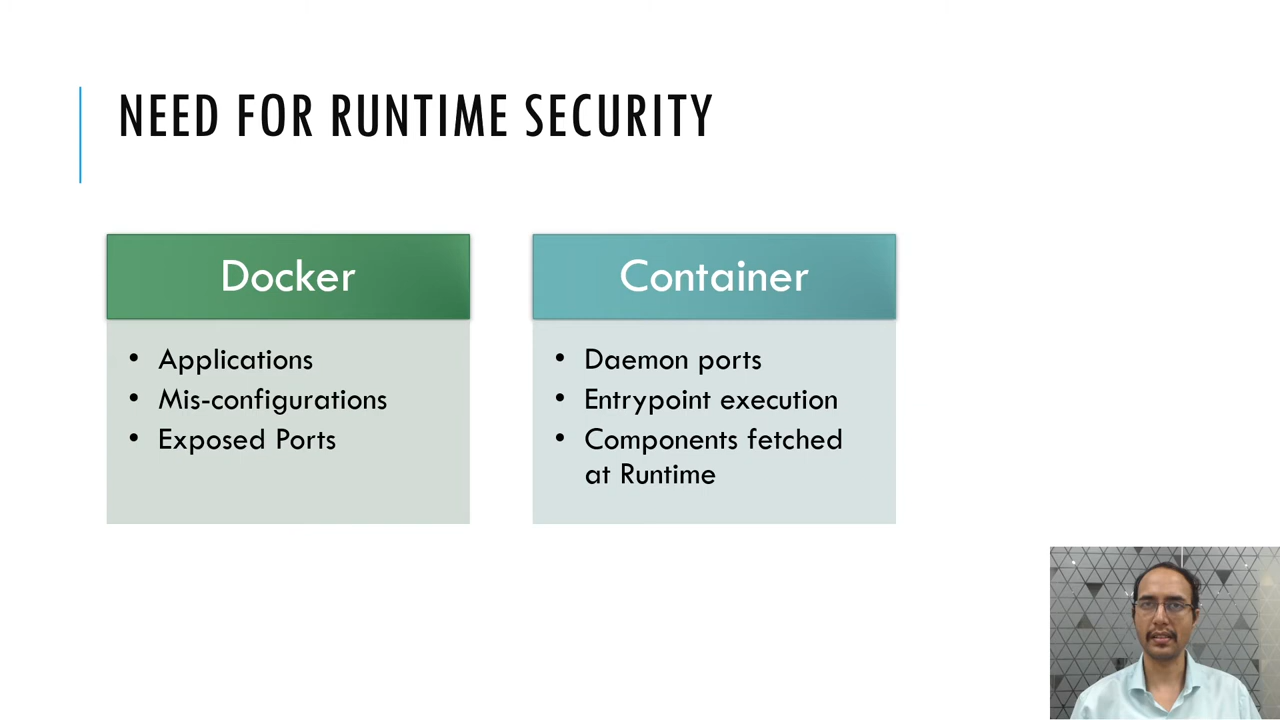 NEED FOR RUNTIME SECURITY
Docker
• Applications
• Mis-configurations
• Exposed Ports
Container
• Daemon ports
• Entrypoint execution
• Components fetched
at Runtime